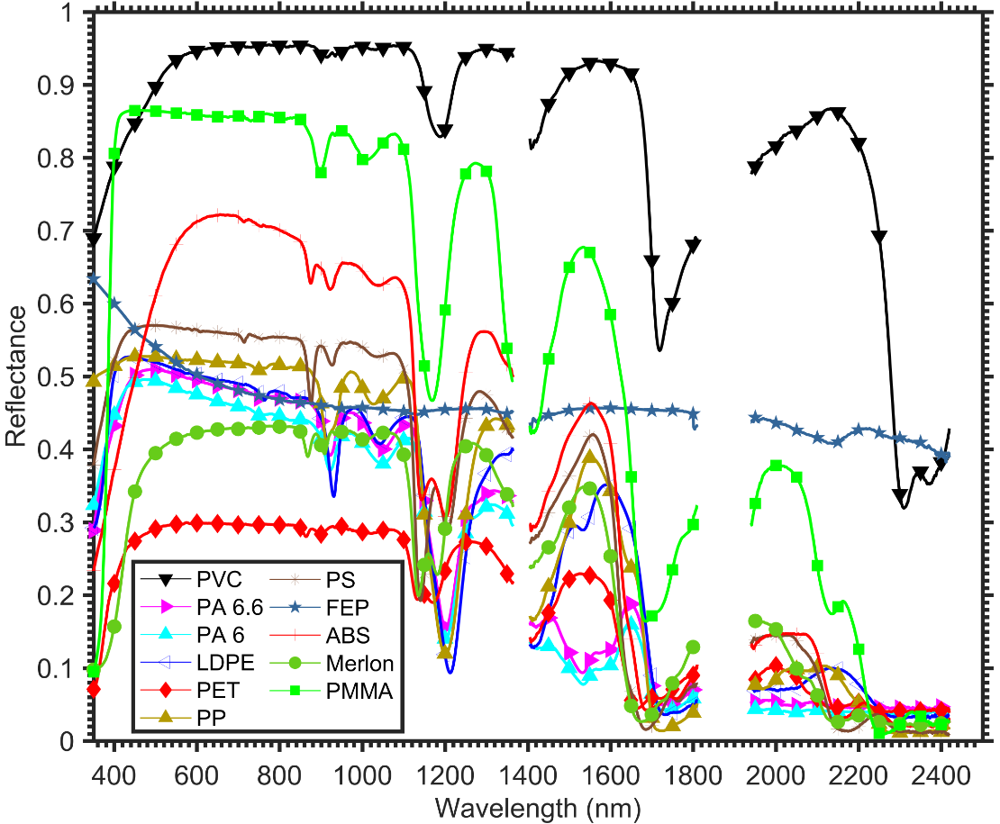 1
0.9
0.8
0.7
0.6
0.5
0.4
0.3
0.2
0.1
0
Reflectance
PVC
PA 6.6
PA 6
LDPE
PET
PP
PS
FEP
ABS
Merlon
PMMA
400 600 800 1000 1200 1400 1600 1800 2000 2200 2400
Wavelength (nm)